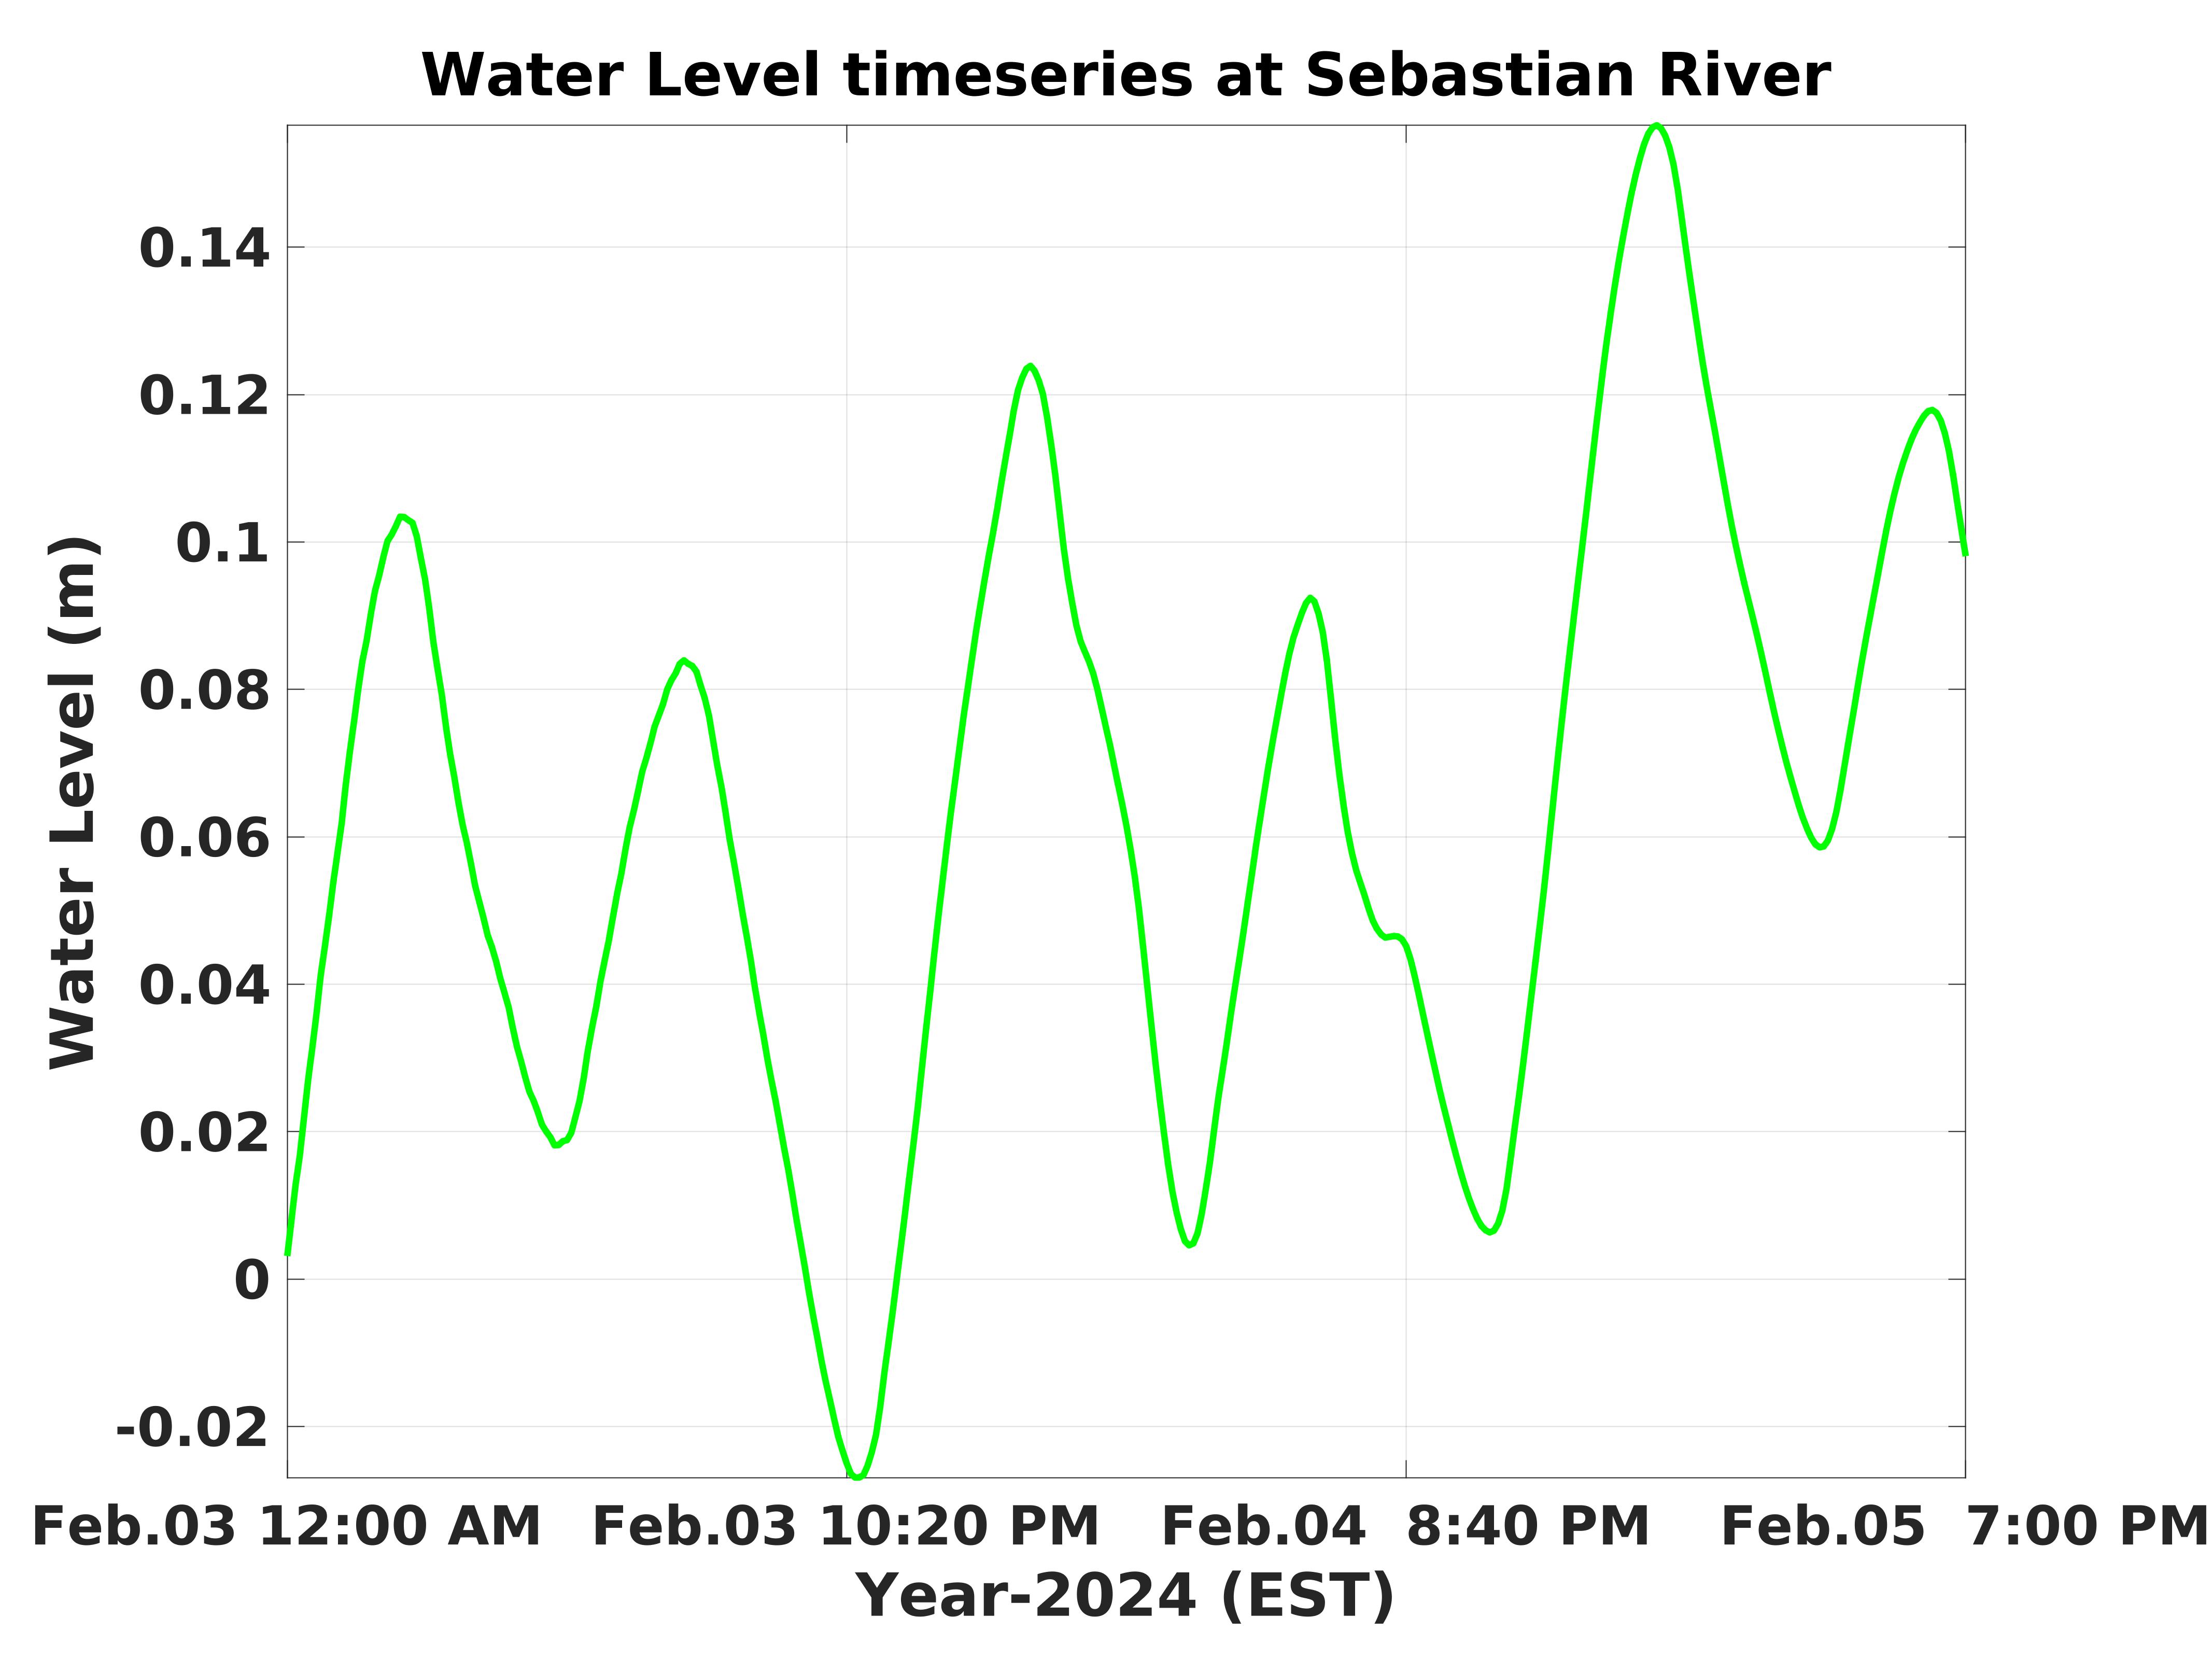 Water Level timeseries at Sebastian River
Water Level (m)
0.14
0.12
0.1
0.08
0.06
0.04
0.02
0
-0.02
Feb.03 12:00 AM Feb.03 10:20 PM Feb.04 8:40 PM Feb.05 7:00 PM
Year-2024 (EST)